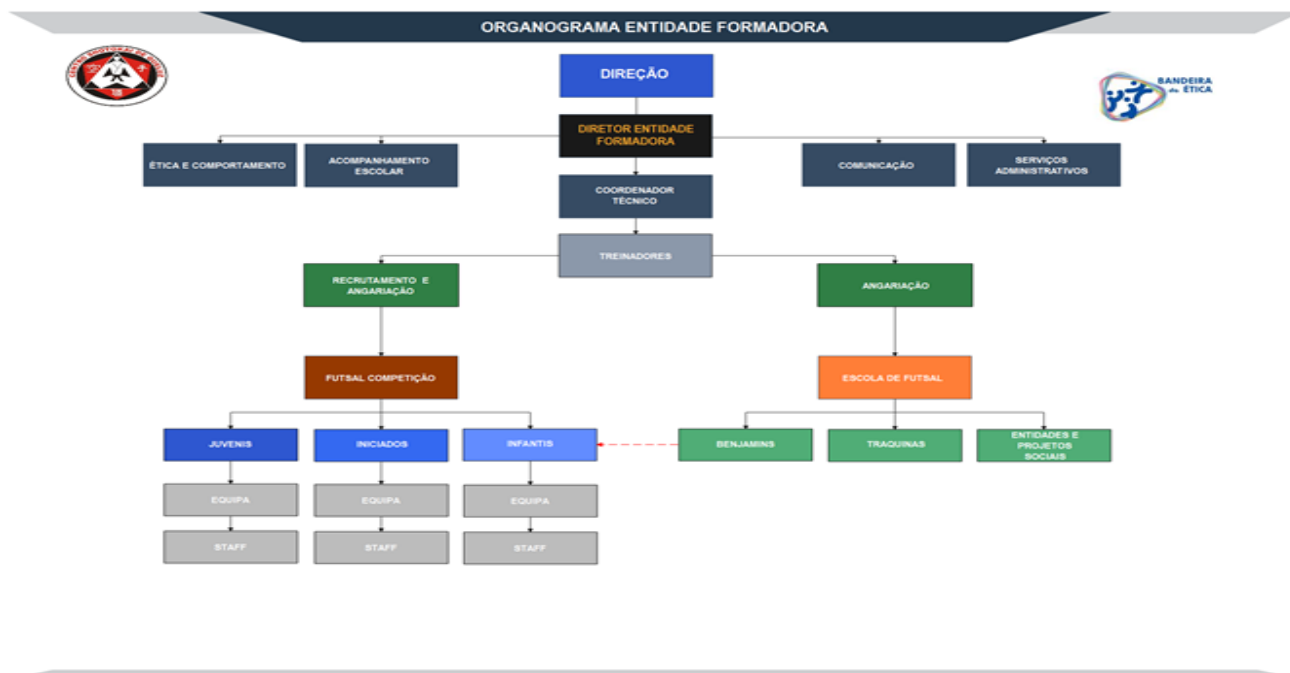 ORGANOGRAMA ENTIDADE FORMADORA
DIREÇÃO
BANDEIRA
da ÉTICA
DIRETOR ENTIDADE
FORMADORA
ÉTICA E COMPORTAMENTO
ACOMPANHAMENTO
ESCOLAR
COMUNICAÇÃO
SERVIÇOS
ADMINISTRATIVOS
COORDENADOR
TÉCNICO
TREINADORES
RECRUTAMENTO E
ANGARIAÇÃO
ANGARIAÇÃO
FUTSAL COMPETIÇÃO
ESCOLA DE FUTSAL
JUVENIS
INICIADOS
INFANTIS
BENJAMINS
TRAQUINAS
ENTIDADES E
PROJETOS
SOCIAIS
EQUIPA
EQUIPA
EQUIPA
STAFF
STAFF
STAFF